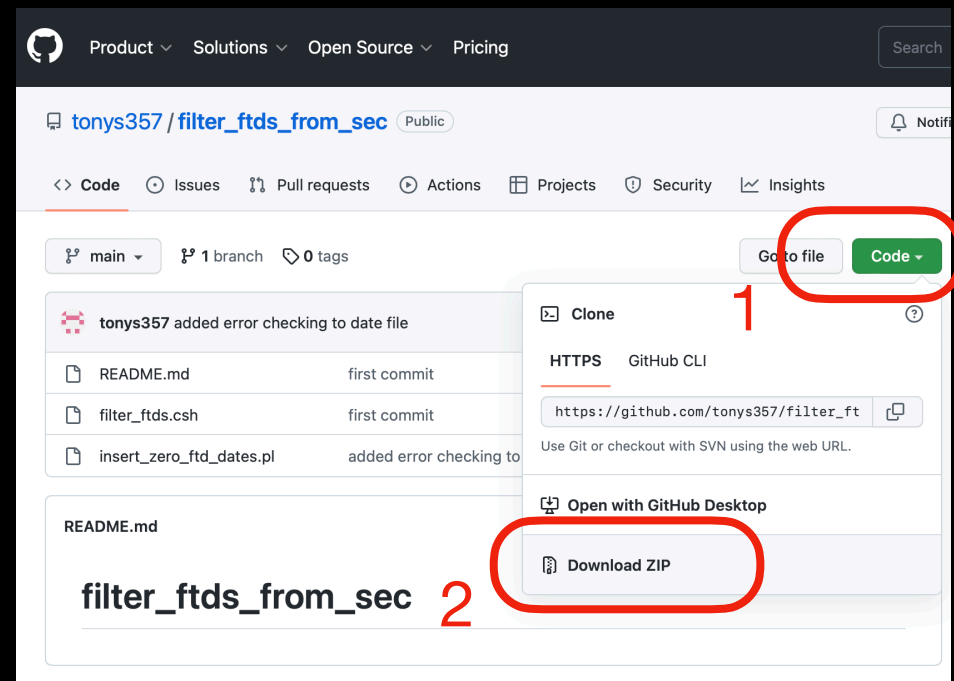 Product Solutions Open Source Pricing Search
tonys357 / filter_ftds_from_sec Public Notifi
Code Issues Pull requests Actions Projects Security Insights
main 1 branch 0 tags Go to file Code
1
Clone
tonys357 added error checking to date file
HTTPS GitHub CLI
README.md first commit
https://github.com/tonys357/filter_ft
filter_ftds.csh first commit
Use Git or checkout with SVN using the web URL.
insert_zero_ftd_dates.pl added error checking to
Open with GitHub Desktop
README.md
Download ZIP
filter_ftds_from_sec
2